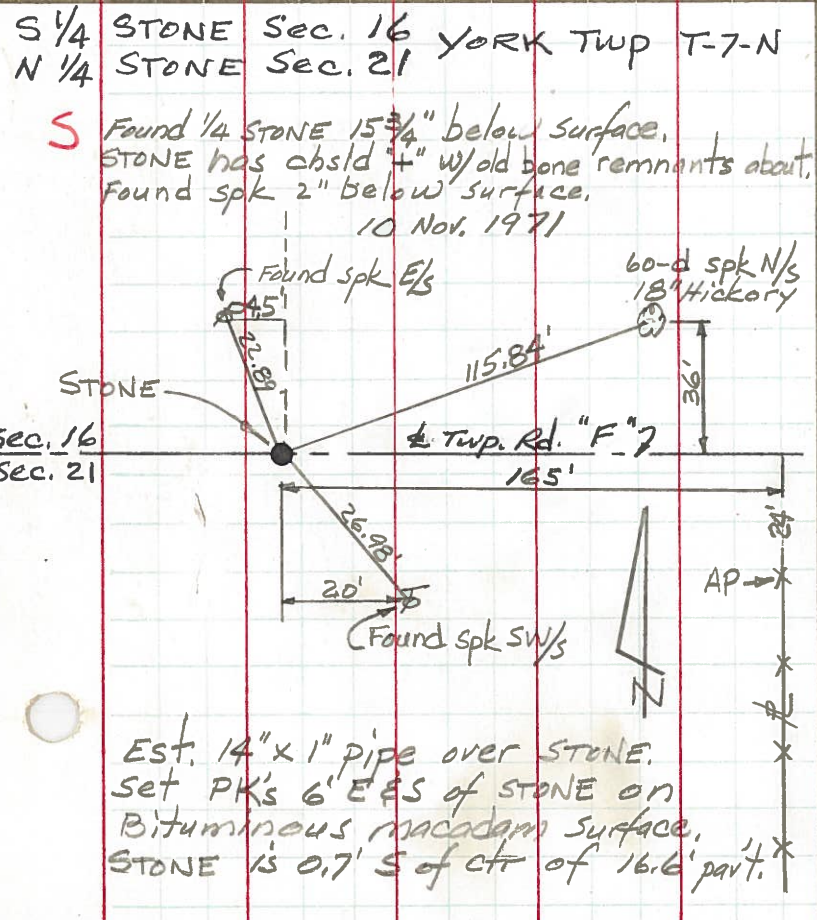 S 1/4 STONE Sec. 16 YORK TWP T-7-N
N 1/4 STONE Sec. 21
S Found 1/4 STONE 15 3/4" below surface.
STONE has chsld "+" w/old bone remnants about.
Found spk 2" below surface.
10 Nov. 1971
Found spk E/s
60-d spk N/s
18" Hickory
04.5'
22.89
115.84'
36'
STONE
Sec. 16
Sec. 21
℄ Twp. Rd. "F"
165'
24'
26.98'
20'
AP
Found spk SW/s
N
℄
Est. 14" x 1" pipe over STONE.
Set PK's 6' E & S of STONE on
Bituminous macadam surface.
STONE is 0.7' S of ctr of 16.6' pav't.